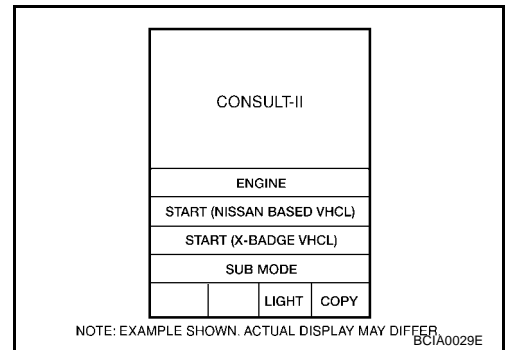 CONSULT-II
ENGINE
START (NISSAN BASED VHCL)
START (X-BADGE VHCL)
SUB MODE
LIGHT COPY
NOTE: EXAMPLE SHOWN. ACTUAL DISPLAY MAY DIFFER.
BCIA0029E